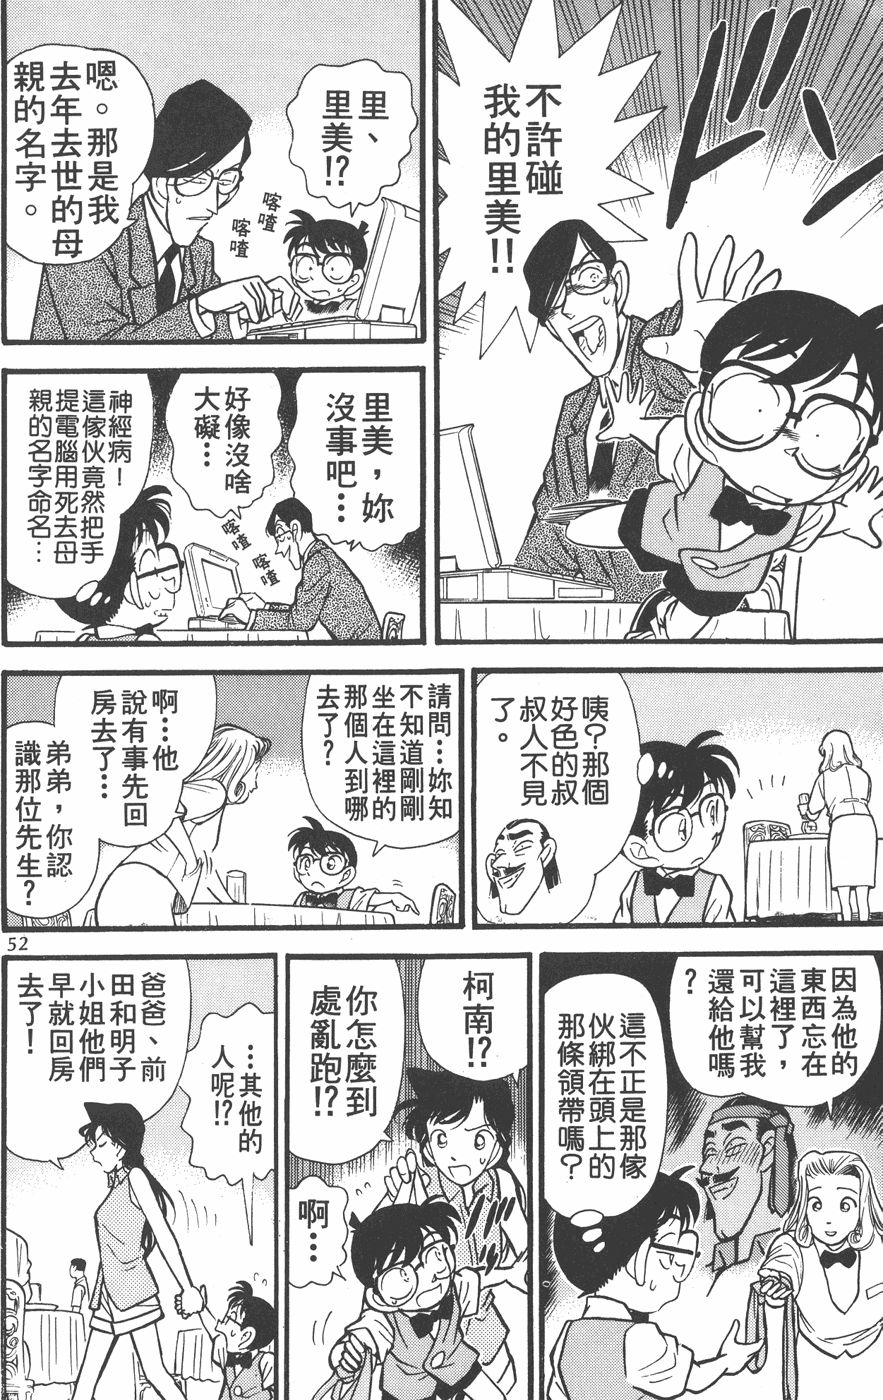 不許碰
我的里美!!
里、
里美!?
嗯。那是我
去年去世的母
親的名字。
喀喳
喀喳
里美，妳
沒事吧…
好像沒啥
大礙…
喀喳
喀喳
神經病！
這傢伙竟然把手
提電腦用死去母
親的名字命名…
咦?那個
好色的叔
叔人不見
了。
請問…妳知
不知道剛剛
坐在這裡的
那個人到哪
去了?
啊…他
說有事先回
房去了…
弟弟，你認
識那位先生?
52
因為他的
東西忘在
這裡了，
可以幫我
還給他嗎
?
這不正是那傢
伙綁在頭上的
那條領帶嗎?
柯南!?
你怎麼到
處亂跑!?
啊…
…其他的
人呢!?
爸爸、前
田和明子
小姐他們
早就回房
去了！